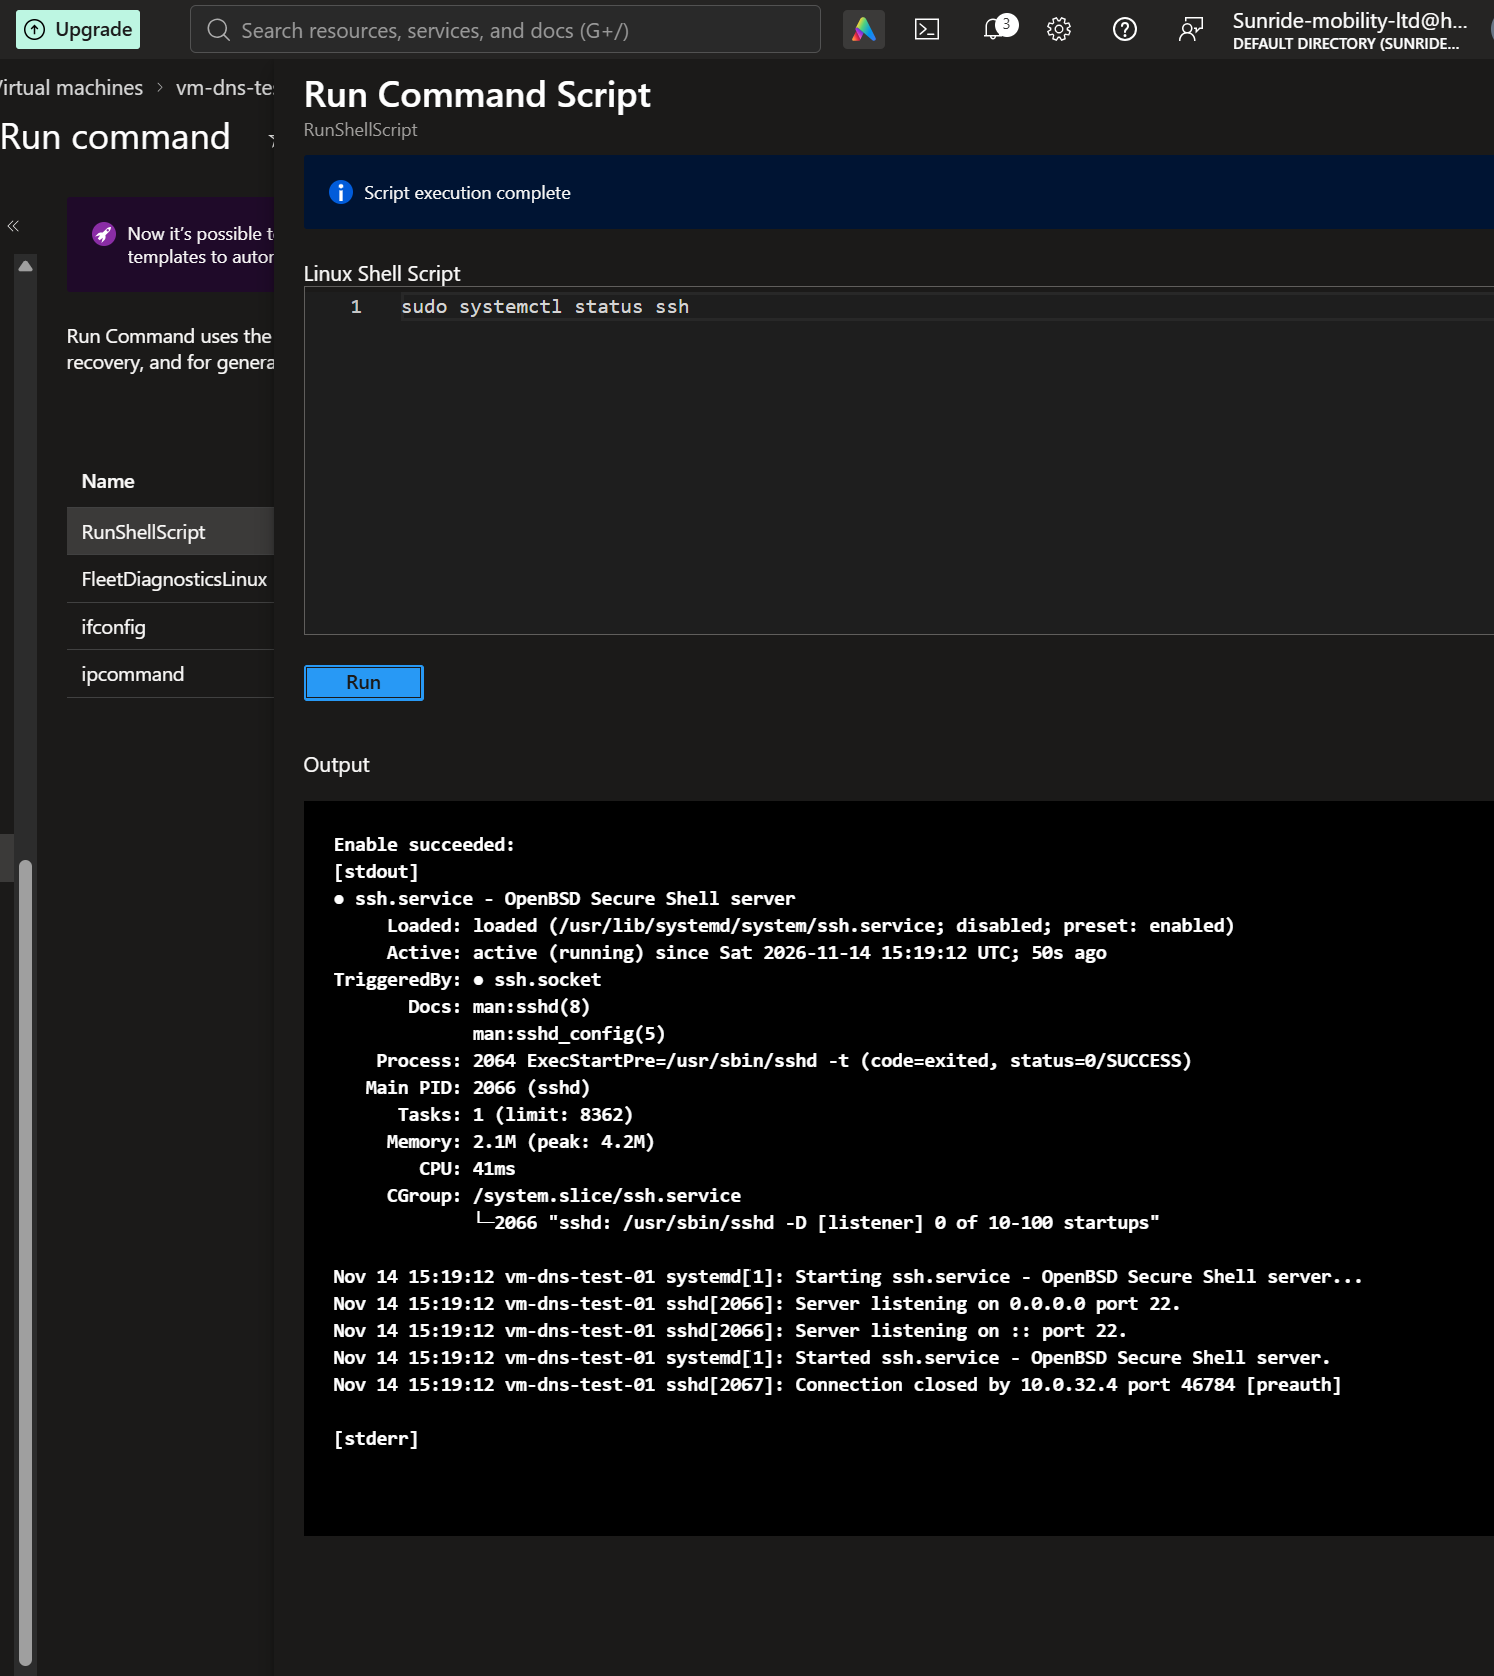 Upgrade
Search resources, services, and docs (G+/)
3
Sunride-mobility-ltd@h...
DEFAULT DIRECTORY (SUNRIDE...
Virtual machines > vm-dns-tes
Run command
Now it's possible t
templates to autor
Run Command uses the
recovery, and for genera
Name
RunShellScript
FleetDiagnosticsLinux
ifconfig
ipcommand
Run Command Script
RunShellScript
Script execution complete
Linux Shell Script
1 sudo systemctl status ssh
Run
Output
Enable succeeded:
[stdout]
● ssh.service - OpenBSD Secure Shell server
Loaded: loaded (/usr/lib/systemd/system/ssh.service; disabled; preset: enabled)
Active: active (running) since Sat 2026-11-14 15:19:12 UTC; 50s ago
TriggeredBy: ● ssh.socket
Docs: man:sshd(8)
man:sshd_config(5)
Process: 2064 ExecStartPre=/usr/sbin/sshd -t (code=exited, status=0/SUCCESS)
Main PID: 2066 (sshd)
Tasks: 1 (limit: 8362)
Memory: 2.1M (peak: 4.2M)
CPU: 41ms
CGroup: /system.slice/ssh.service
└─2066 "sshd: /usr/sbin/sshd -D [listener] 0 of 10-100 startups"
Nov 14 15:19:12 vm-dns-test-01 systemd[1]: Starting ssh.service - OpenBSD Secure Shell server...
Nov 14 15:19:12 vm-dns-test-01 sshd[2066]: Server listening on 0.0.0.0 port 22.
Nov 14 15:19:12 vm-dns-test-01 sshd[2066]: Server listening on :: port 22.
Nov 14 15:19:12 vm-dns-test-01 systemd[1]: Started ssh.service - OpenBSD Secure Shell server.
Nov 14 15:19:12 vm-dns-test-01 sshd[2067]: Connection closed by 10.0.32.4 port 46784 [preauth]
[stderr]